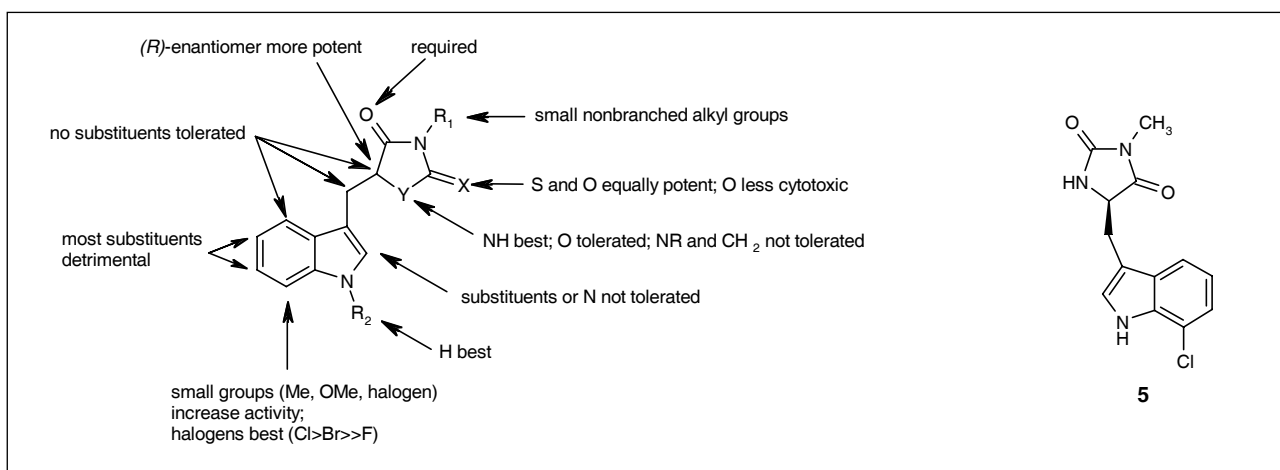 (R)-enantiomer more potent
required
O
R1
small nonbranched alkyl groups
N
no substituents tolerated
X
S and O equally potent; O less cytotoxic
Y
NH best; O tolerated; NR and CH 2 not tolerated
most substituents
detrimental
N
substituents or N not tolerated
R2
H best
small groups (Me, OMe, halogen)
increase activity;
halogens best (Cl>Br>>F)
O
CH3
N
HN
O
N
H
Cl
5